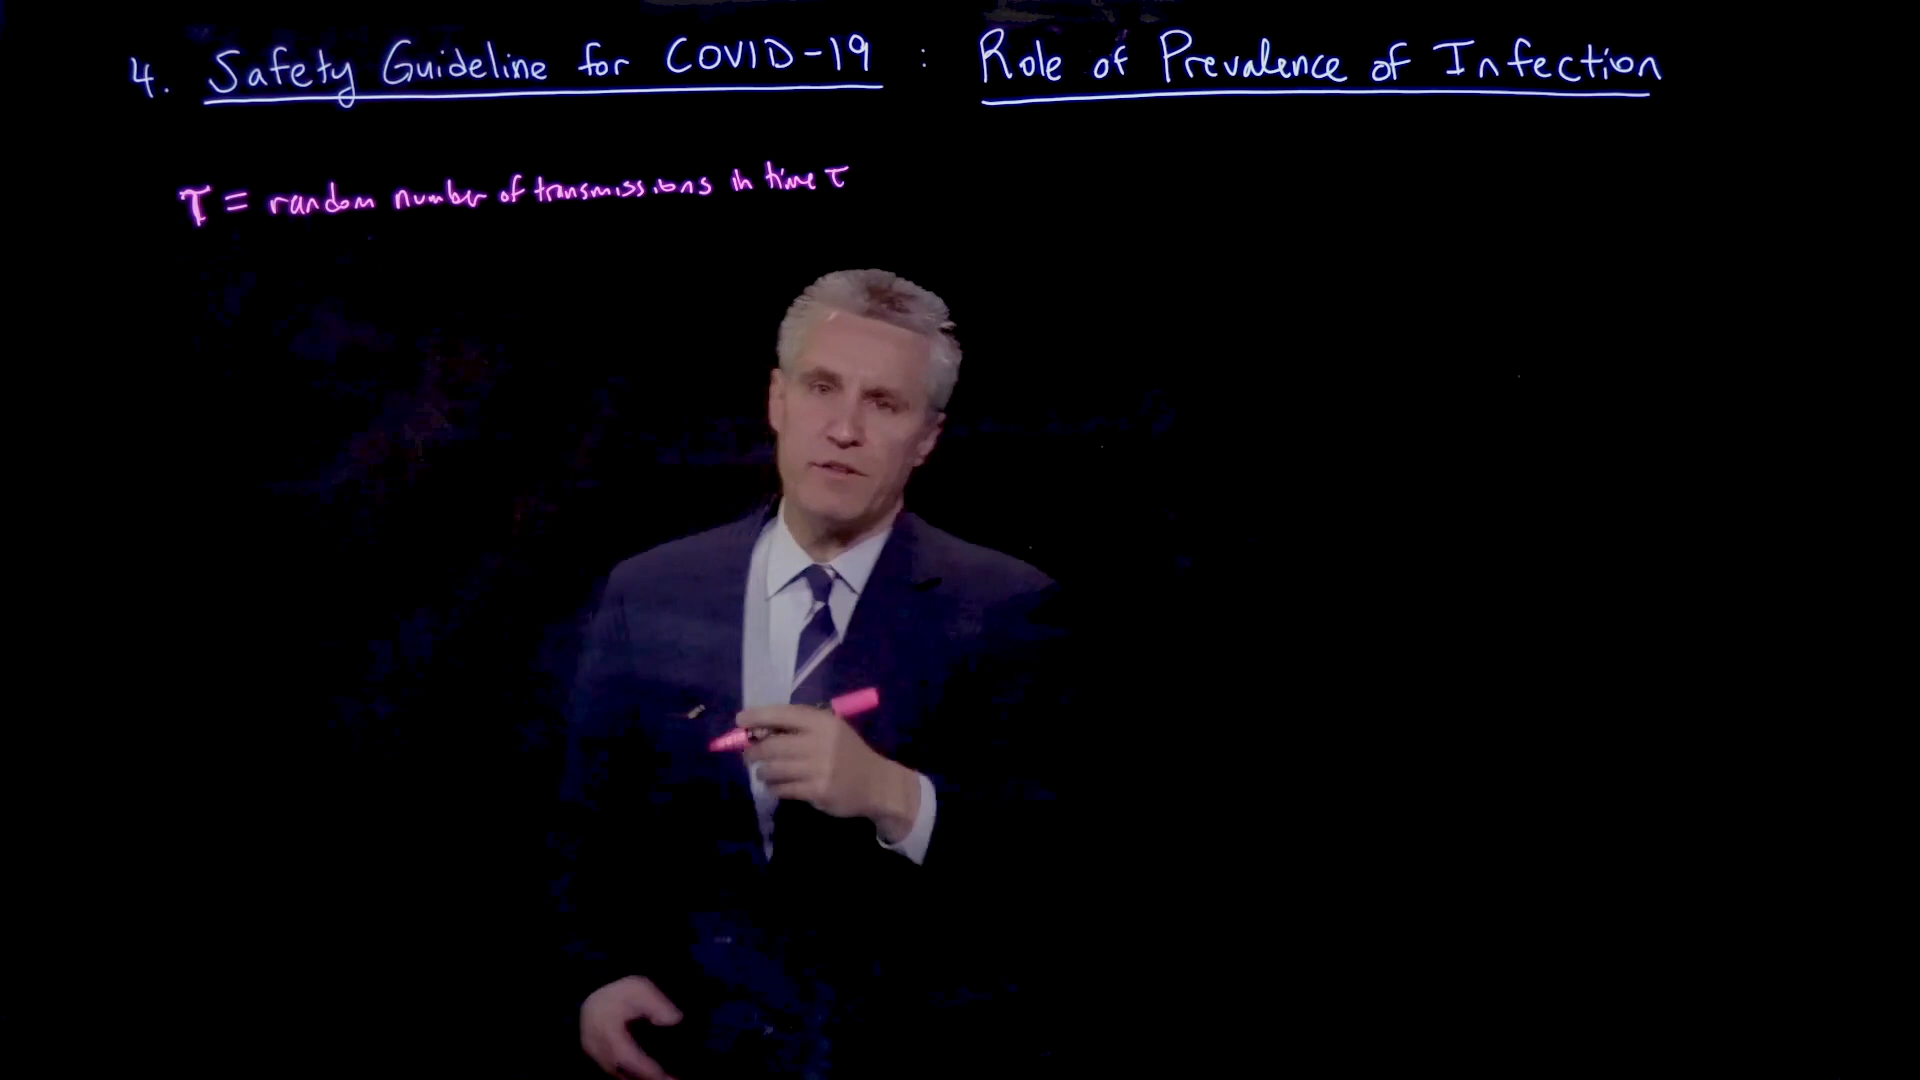 4. Safety Guideline for COVID-19 : Role of Prevalence of Infection
T = random number of transmissions in time τ